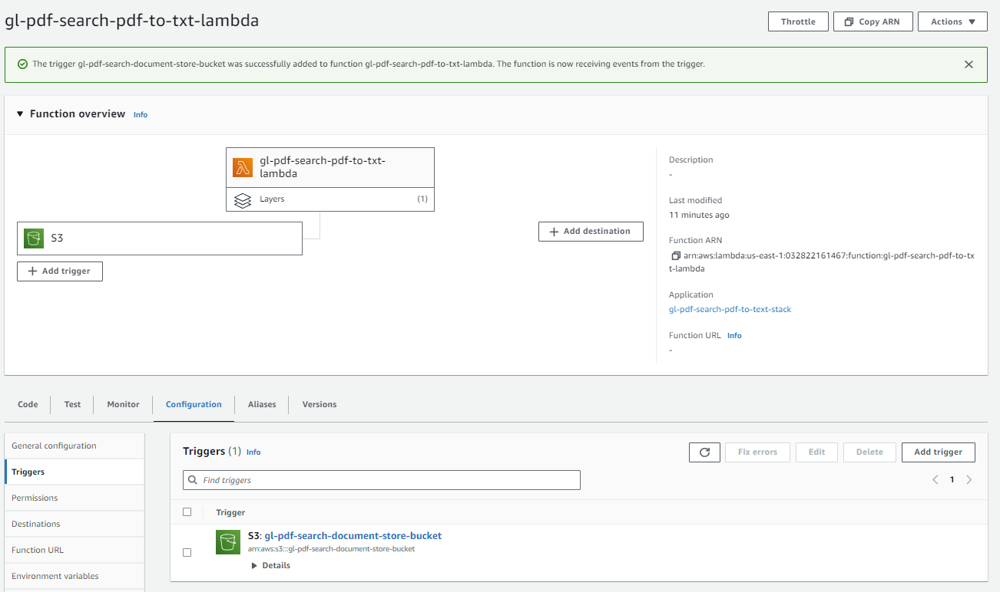 gl-pdf-search-pdf-to-txt-lambda
Throttle
Copy ARN
Actions
The trigger gl-pdf-search-document-store-bucket was successfully added to function gl-pdf-search-pdf-to-txt-lambda. The function is now receiving events from the trigger.
Function overview Info
gl-pdf-search-pdf-to-txt-
lambda
Layers (1)
S3
Add trigger
Add destination
Description
-
Last modified
11 minutes ago
Function ARN
arn:aws:lambda:us-east-1:032822161467:function:gl-pdf-search-pdf-to-tx
t-lambda
Application
gl-pdf-search-pdf-to-text-stack
Function URL Info
-
Code
Test
Monitor
Configuration
Aliases
Versions
General configuration
Triggers
Permissions
Destinations
Function URL
Environment variables
Triggers (1) Info
Fix errors
Edit
Delete
Add trigger
Find triggers
1
Trigger
S3: gl-pdf-search-document-store-bucket
arn:aws:s3:::gl-pdf-search-document-store-bucket
Details